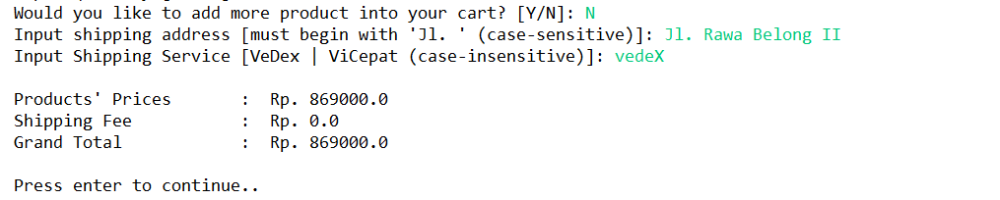 Would you like to add more product into your cart? [Y/N]: N
Input shipping address [must begin with 'Jl. ' (case-sensitive)]: Jl. Rawa Belong II
Input Shipping Service [VeDex | ViCepat (case-insensitive)]: vedeX
Products' Prices : Rp. 869000.0
Shipping Fee : Rp. 0.0
Grand Total : Rp. 869000.0
Press enter to continue..